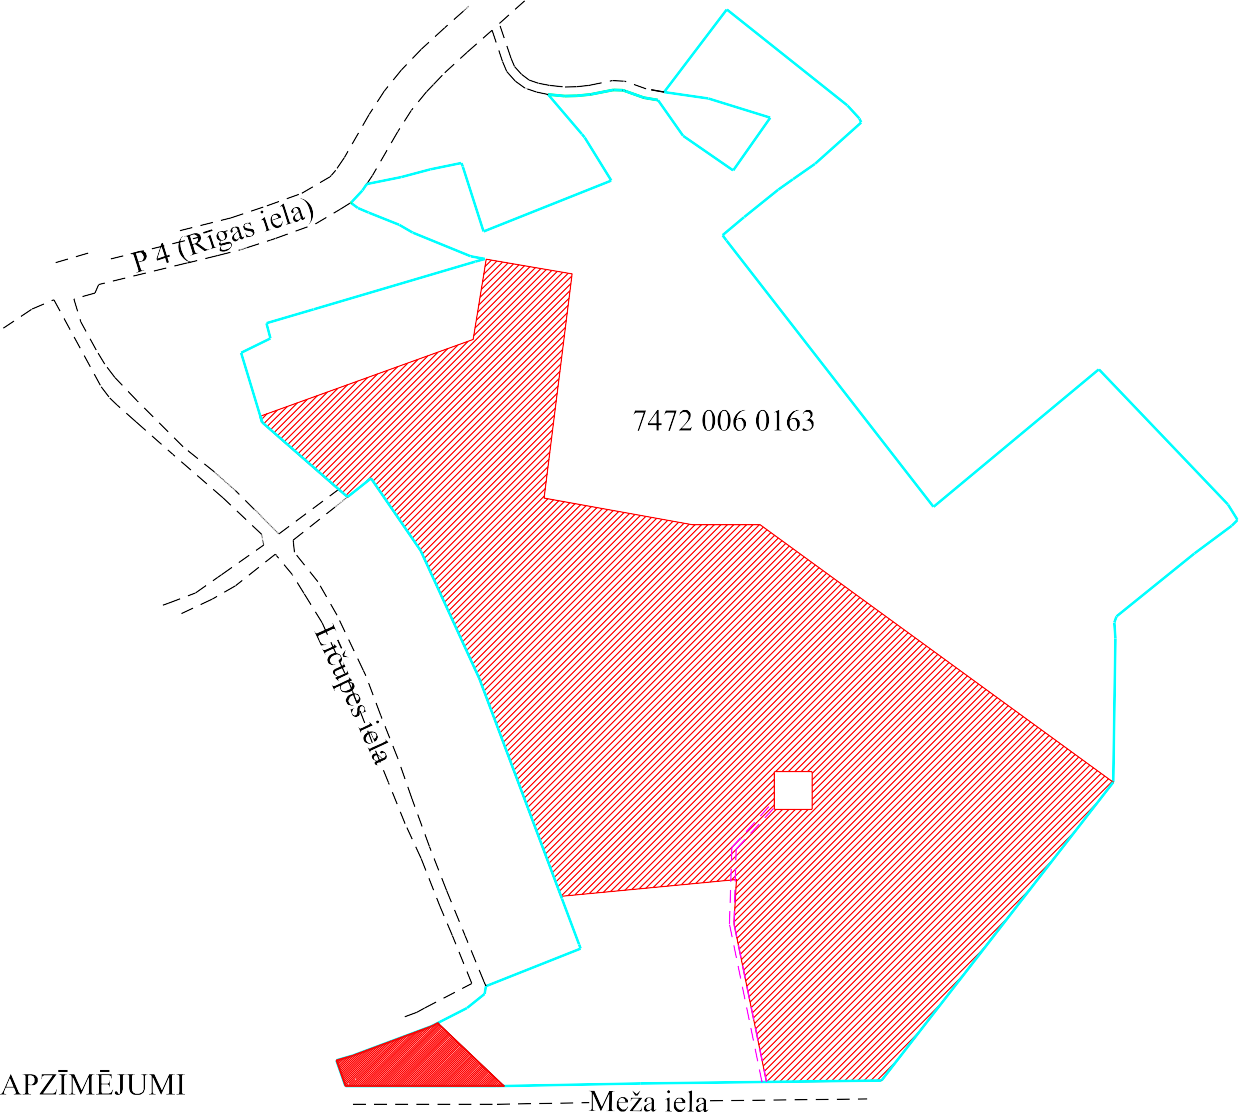 P 4 (Rīgas iela)
7472 006 0163
Līčupes iela
APZĪMĒJUMI
Meža iela